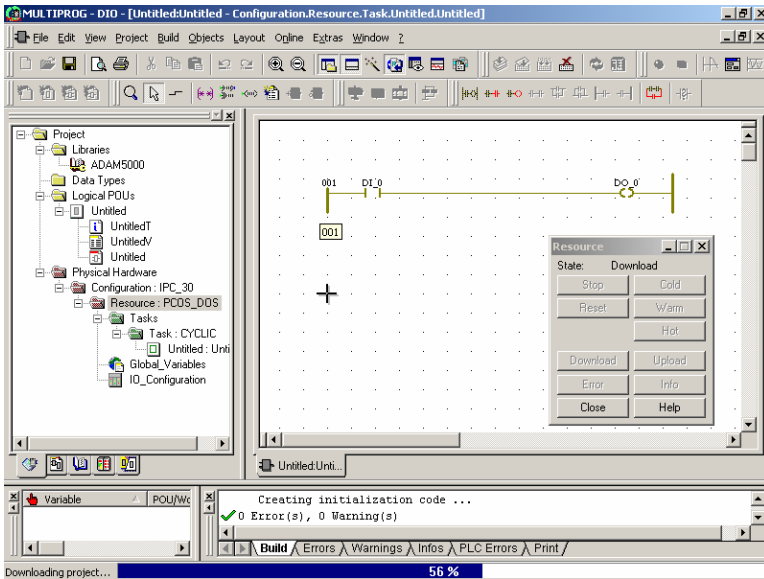 MULTIPROG - DIO - [Untitled:Untitled - Configuration.Resource.Task.Untitled.Untitled]
File Edit View Project Build Objects Layout Online Extras Window ?
Project
Libraries
ADAM5000
Data Types
Logical POUs
Untitled
UntitledT
UntitledV
Untitled
Physical Hardware
Configuration : IPC_30
Resource : PCOS_DOS
Tasks
Task : CYCLIC
Untitled : Unti
Global_Variables
IO_Configuration
001 DI_0 DO_0
001
Resource
State: Download
Stop Cold
Reset Warm
Hot
Download Upload
Error Info
Close Help
Untitled:Unti...
Variable POU/Wo
Creating initialization code ...
0 Error(s), 0 Warning(s)
Build Errors Warnings Infos PLC Errors Print
Downloading project... 56 %